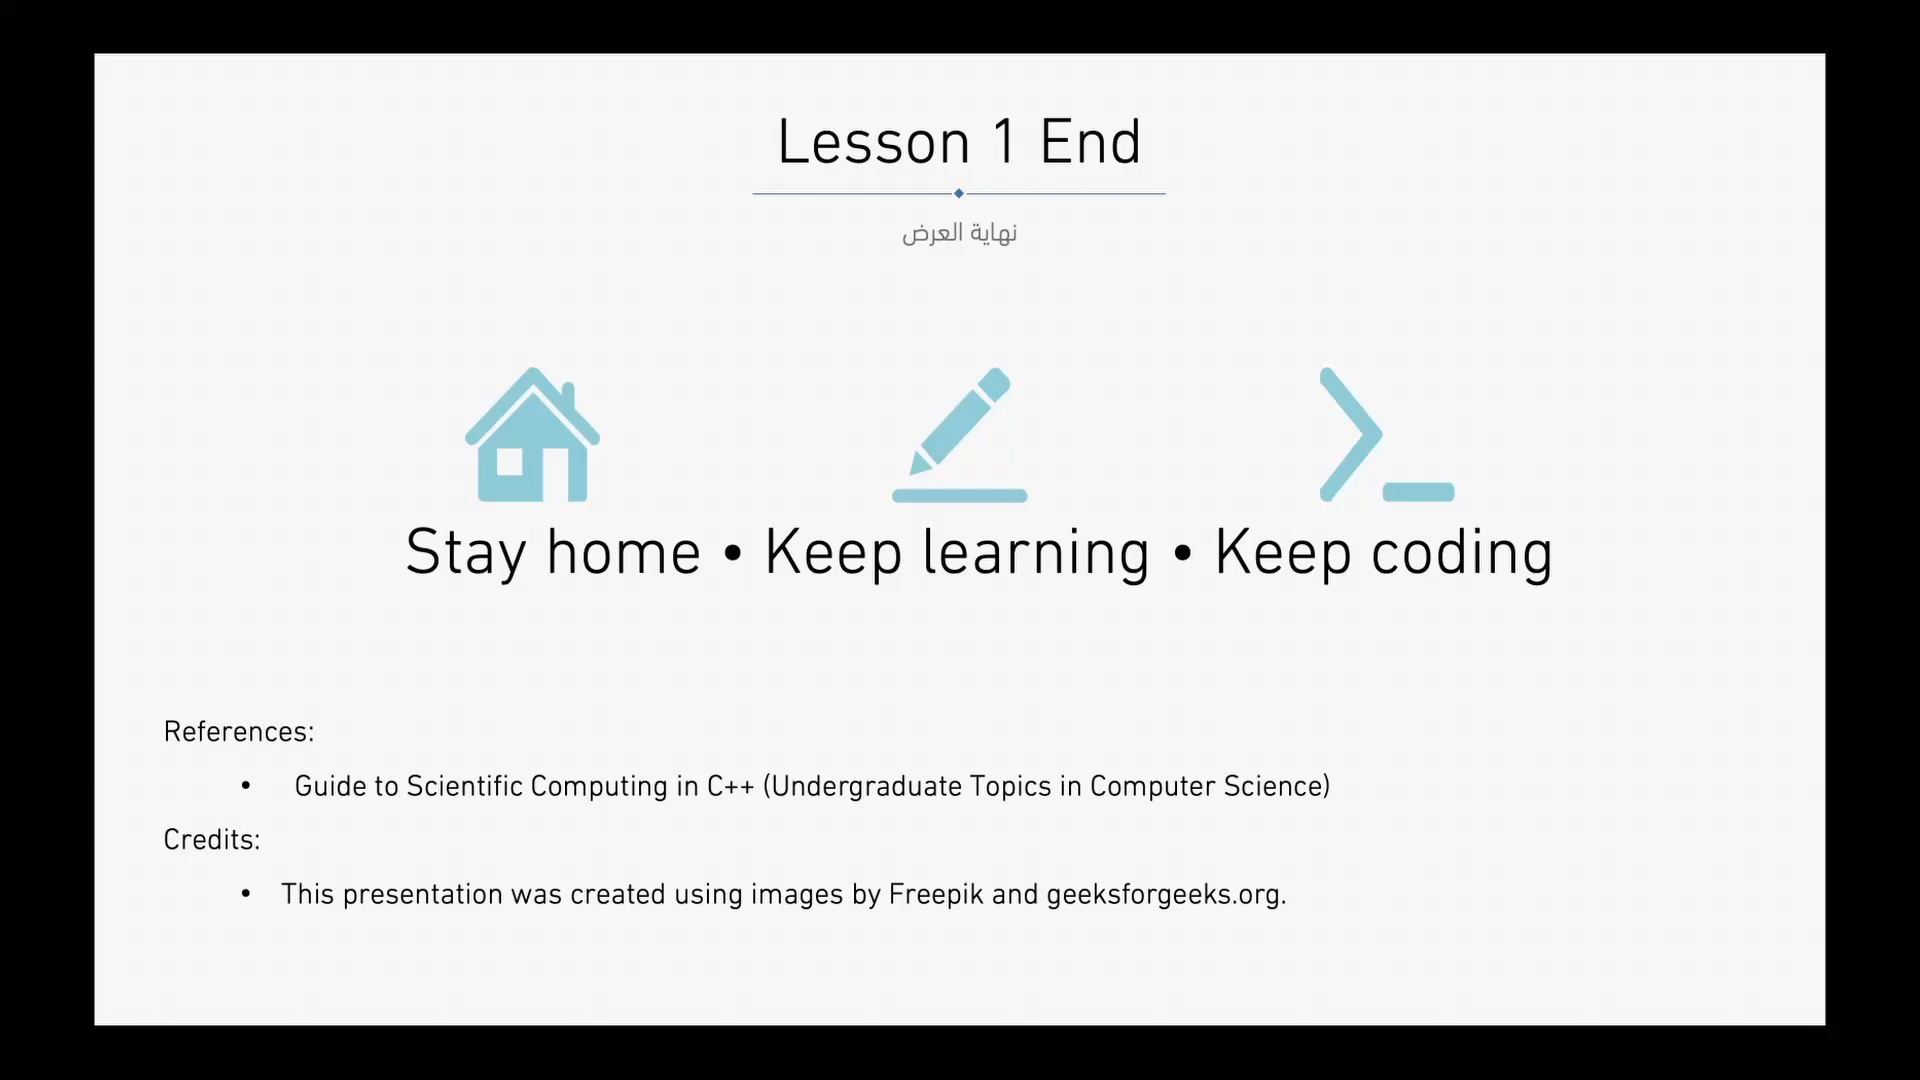 Lesson 1 End
نهاية العرض
Stay home • Keep learning • Keep coding
References:
• Guide to Scientific Computing in C++ (Undergraduate Topics in Computer Science)
Credits:
• This presentation was created using images by Freepik and geeksforgeeks.org.